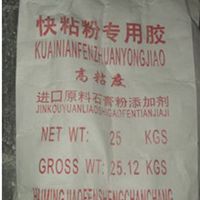 快粘粉专用胶
KUAINIANFENZHUANYONGJIAO
高粘度
进口原料石膏粉添加剂
JINKOUYUANLIAOSHIGAOFENTIANJIAJI
NET WT: 25 KGS
GROSS WT: 25.12 KGS